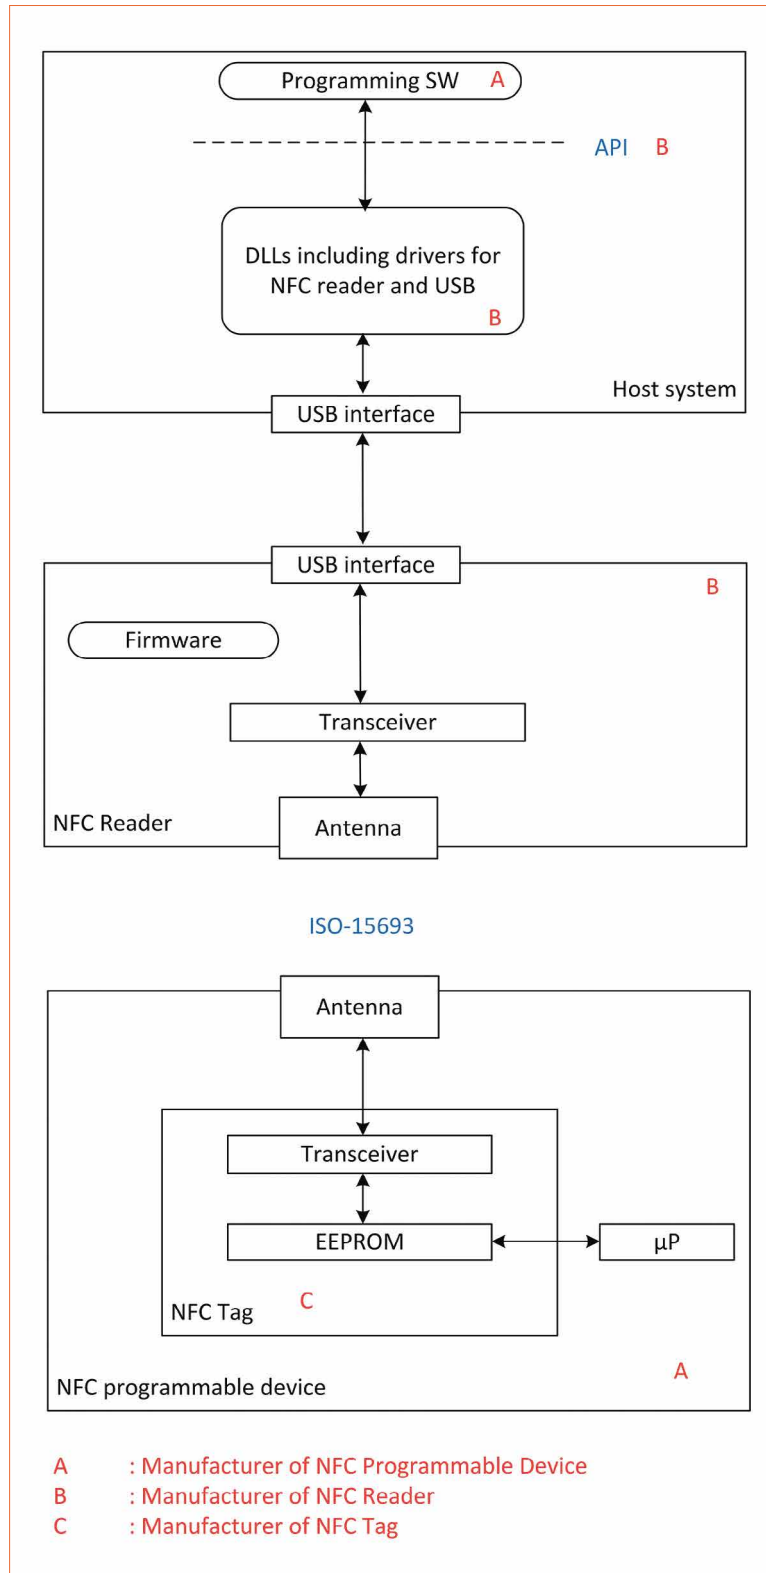 Programming SW A
API B
DLLs including drivers for
NFC reader and USB
B
Host system
USB interface
USB interface
B
Firmware
Transceiver
NFC Reader
Antenna
ISO-15693
Antenna
Transceiver
EEPROM
µP
NFC Tag
C
NFC programmable device
A
A : Manufacturer of NFC Programmable Device
B : Manufacturer of NFC Reader
C : Manufacturer of NFC Tag